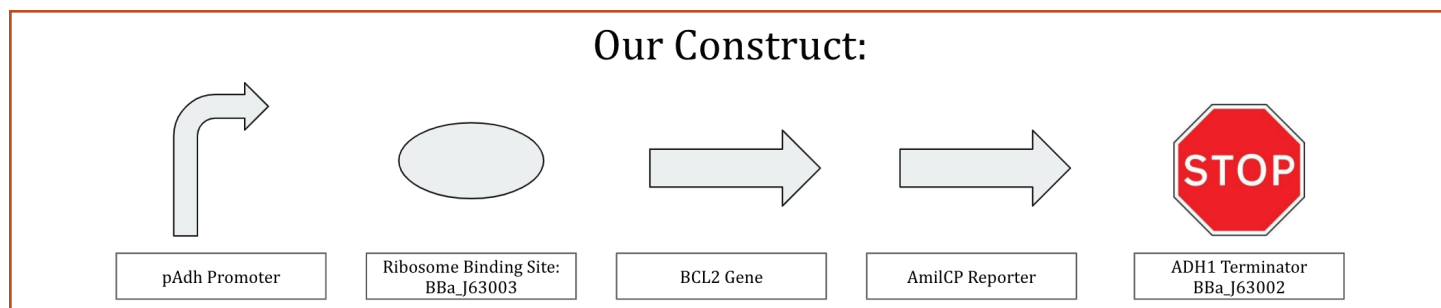 Our Construct:
STOP
pAdh Promoter
Ribosome Binding Site:
BBa_J63003
BCL2 Gene
AmilCP Reporter
ADH1 Terminator
BBa_J63002